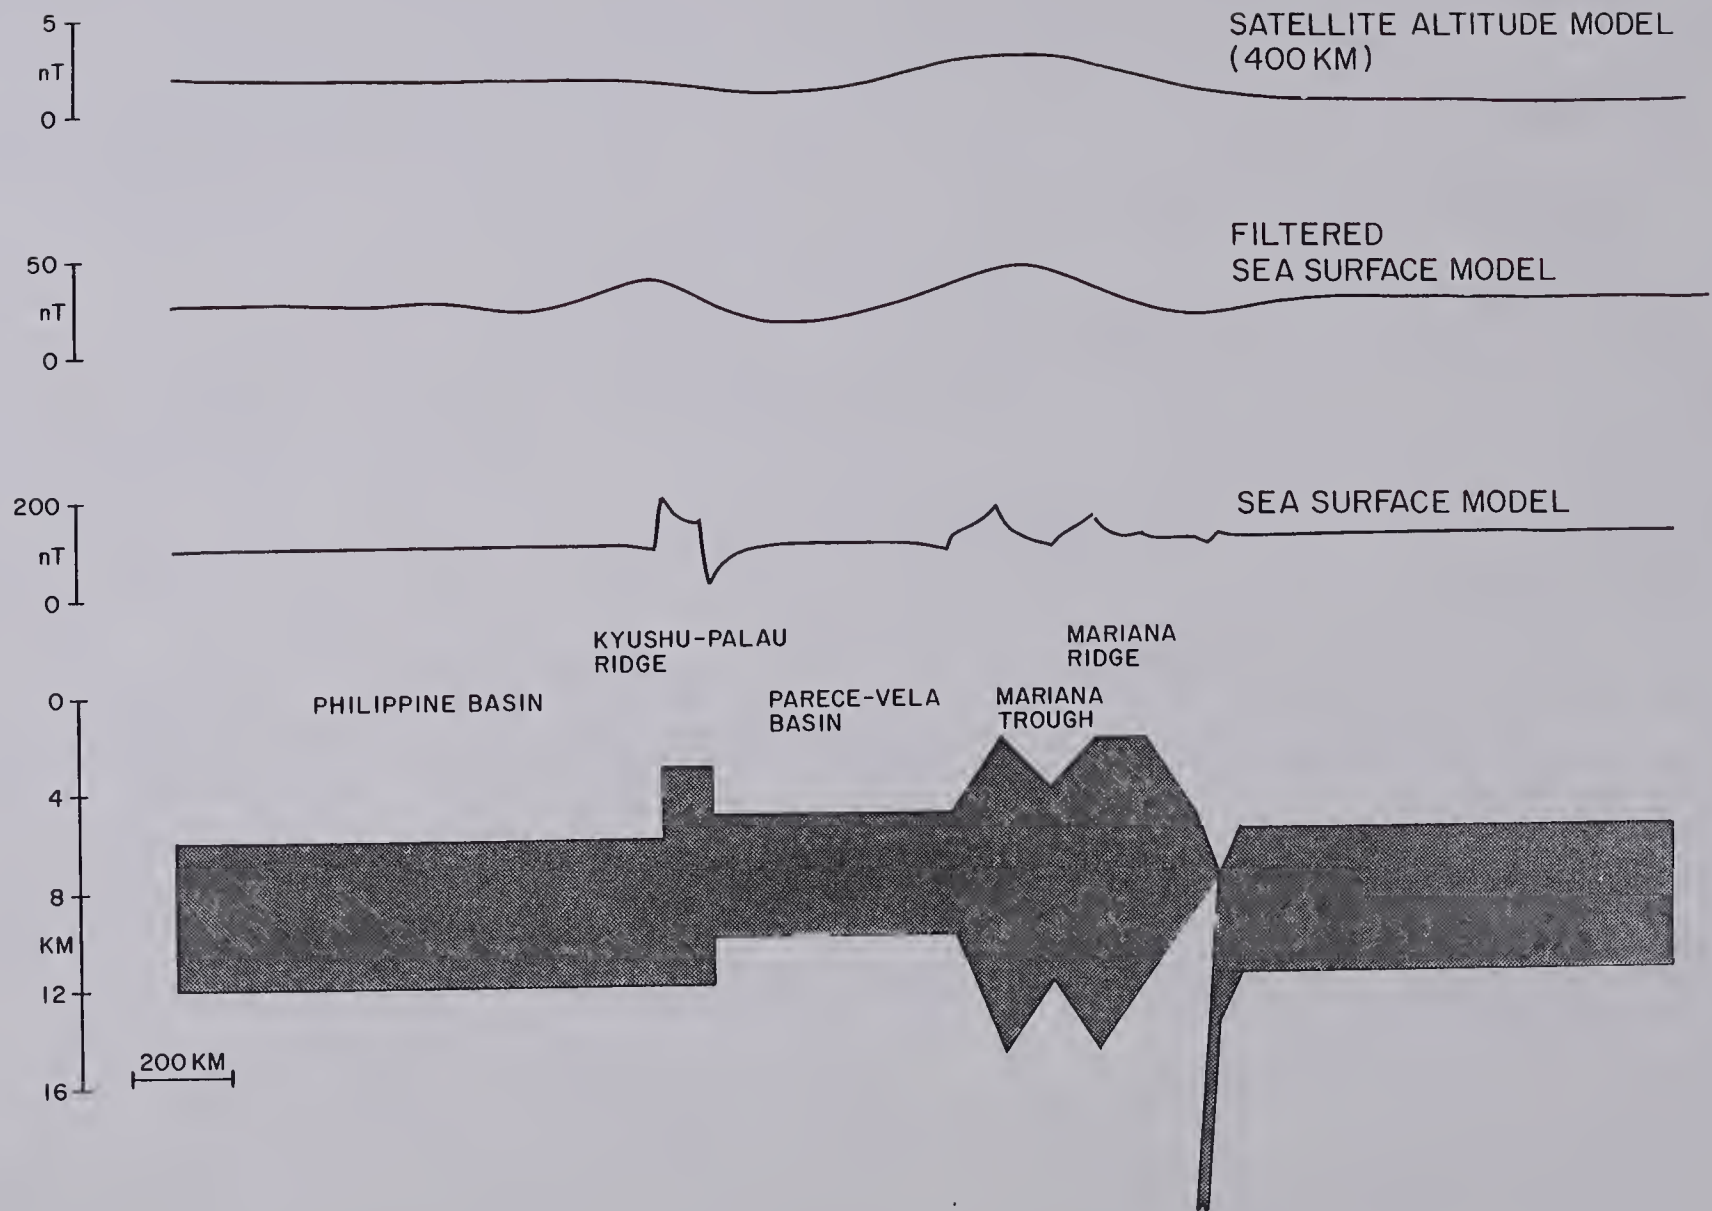 5
nT
0
SATELLITE ALTITUDE MODEL
(400 KM)
50
nT
0
FILTERED
SEA SURFACE MODEL
200
nT
0
SEA SURFACE MODEL
KYUSHU-PALAU
RIDGE
MARIANA
RIDGE
PHILIPPINE BASIN
PARECE-VELA
BASIN
MARIANA
TROUGH
0
4
8
KM
12
16
200 KM